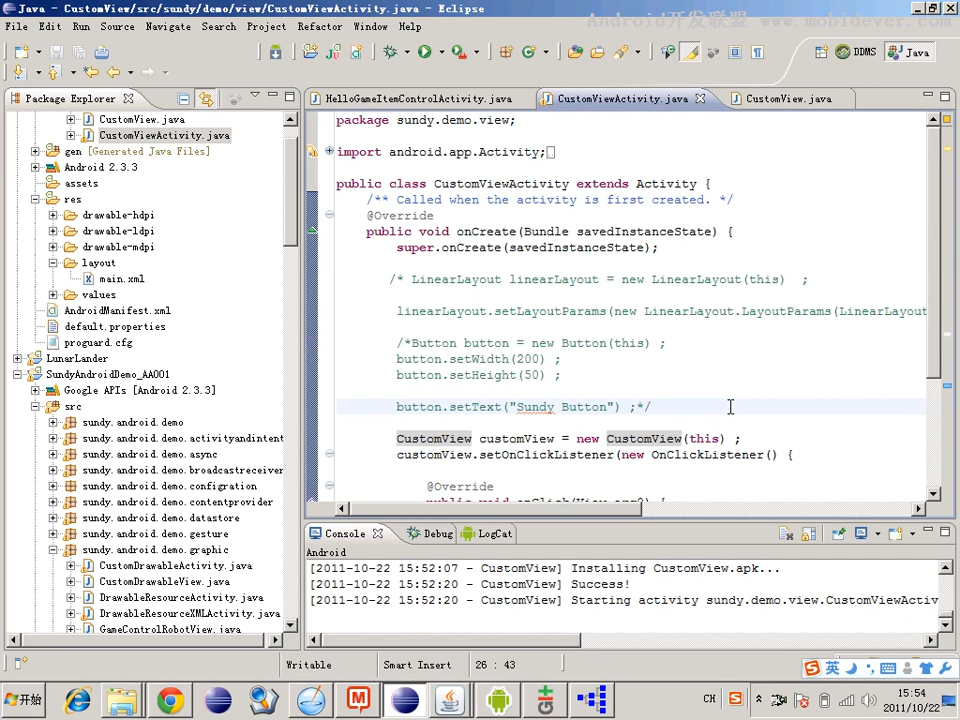 Java - CustomView/src/sundy/demo/view/CustomViewActivity.java - Eclipse
Android开发联盟 www.mobidever.com
File Edit Run Source Navigate Search Project Refactor Window Help
DDMS Java
Package Explorer
CustomView.java
CustomViewActivity.java
gen [Generated Java Files]
Android 2.3.3
assets
res
drawable-hdpi
drawable-ldpi
drawable-mdpi
layout
main.xml
values
AndroidManifest.xml
default.properties
proguard.cfg
LunarLander
SundyAndroidDemo_AA001
Google APIs [Android 2.3.3]
src
sundy.android.demo
sundy.android.demo.activityandintent
sundy.android.demo.async
sundy.android.demo.broadcastreceiver
sundy.android.demo.configration
sundy.android.demo.contentprovider
sundy.android.demo.datastore
sundy.android.demo.gesture
sundy.android.demo.graphic
CustomDrawableActivity.java
CustomDrawableView.java
DrawableResourceActivity.java
DrawableResourceXMLActivity.java
GameControlRobotView.java
HelloGameItemControlActivity.java CustomViewActivity.java CustomView.java
package sundy.demo.view;
import android.app.Activity;
public class CustomViewActivity extends Activity {
/** Called when the activity is first created. */
@Override
public void onCreate(Bundle savedInstanceState) {
super.onCreate(savedInstanceState);
/* LinearLayout linearLayout = new LinearLayout(this) ;
linearLayout.setLayoutParams(new LinearLayout.LayoutParams(LinearLayout
/*Button button = new Button(this) ;
button.setWidth(200) ;
button.setHeight(50) ;
button.setText("Sundy Button") ;*/
CustomView customView = new CustomView(this) ;
customView.setOnClickListener(new OnClickListener() {
@Override
public void onClick(View arg0) {
Console Debug LogCat
Android
[2011-10-22 15:52:07 - CustomView] Installing CustomView.apk...
[2011-10-22 15:52:20 - CustomView] Success!
[2011-10-22 15:52:20 - CustomView] Starting activity sundy.demo.view.CustomViewActiv
Writable Smart Insert 26 : 43
英
开始
CH
15:54
2011/10/22